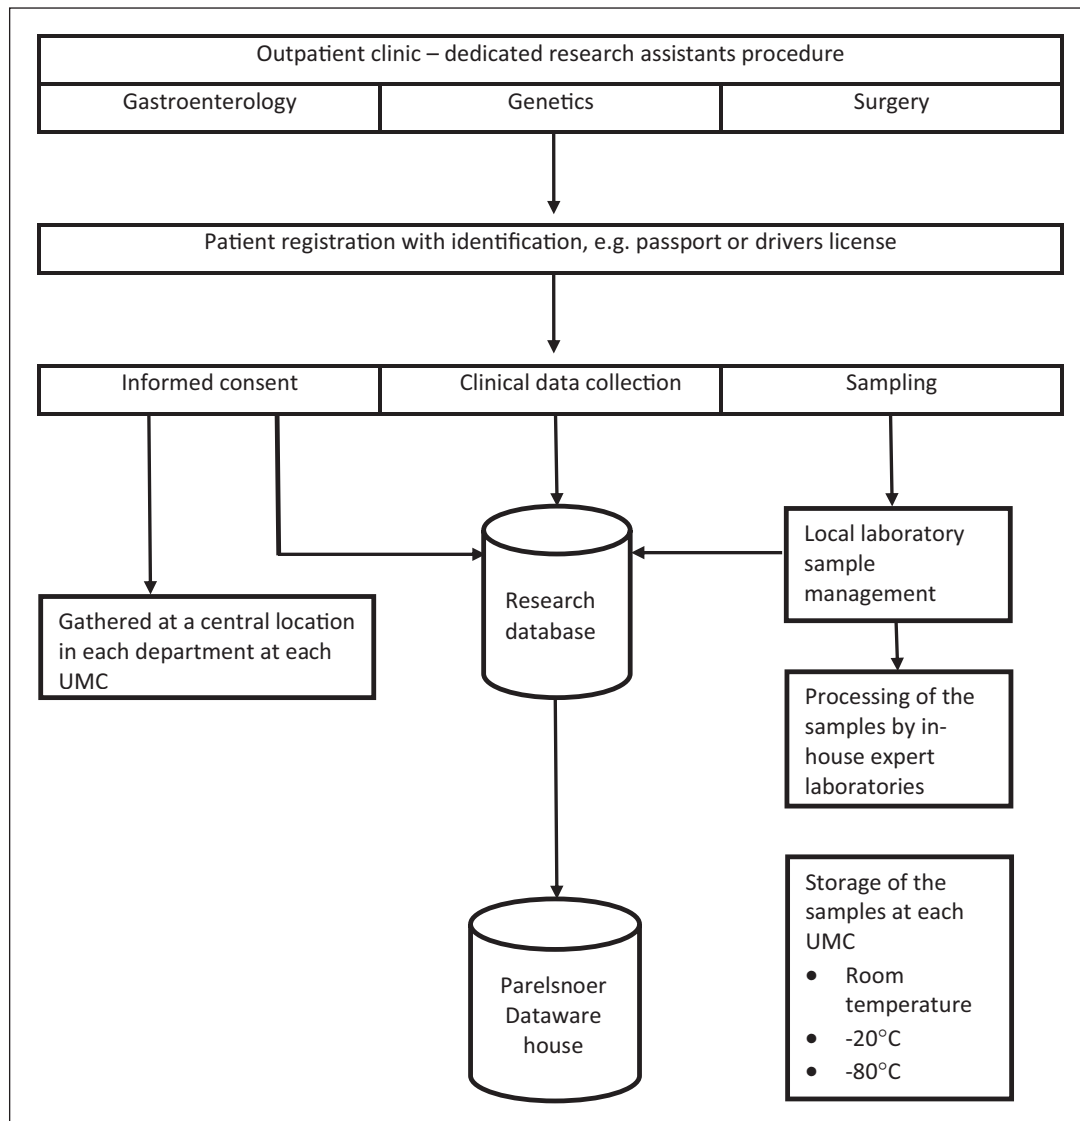 Outpatient clinic – dedicated research assistants procedure
Gastroenterology
Genetics
Surgery
Patient registration with identification, e.g. passport or drivers license
Informed consent
Clinical data collection
Sampling
Local laboratory
sample
management
Research
database
Gathered at a central location
in each department at each
UMC
Processing of the
samples by in-
house expert
laboratories
Storage of the
samples at each
UMC
● Room
temperature
● -20°C
● -80°C
Parelsnoer
Dataware
house